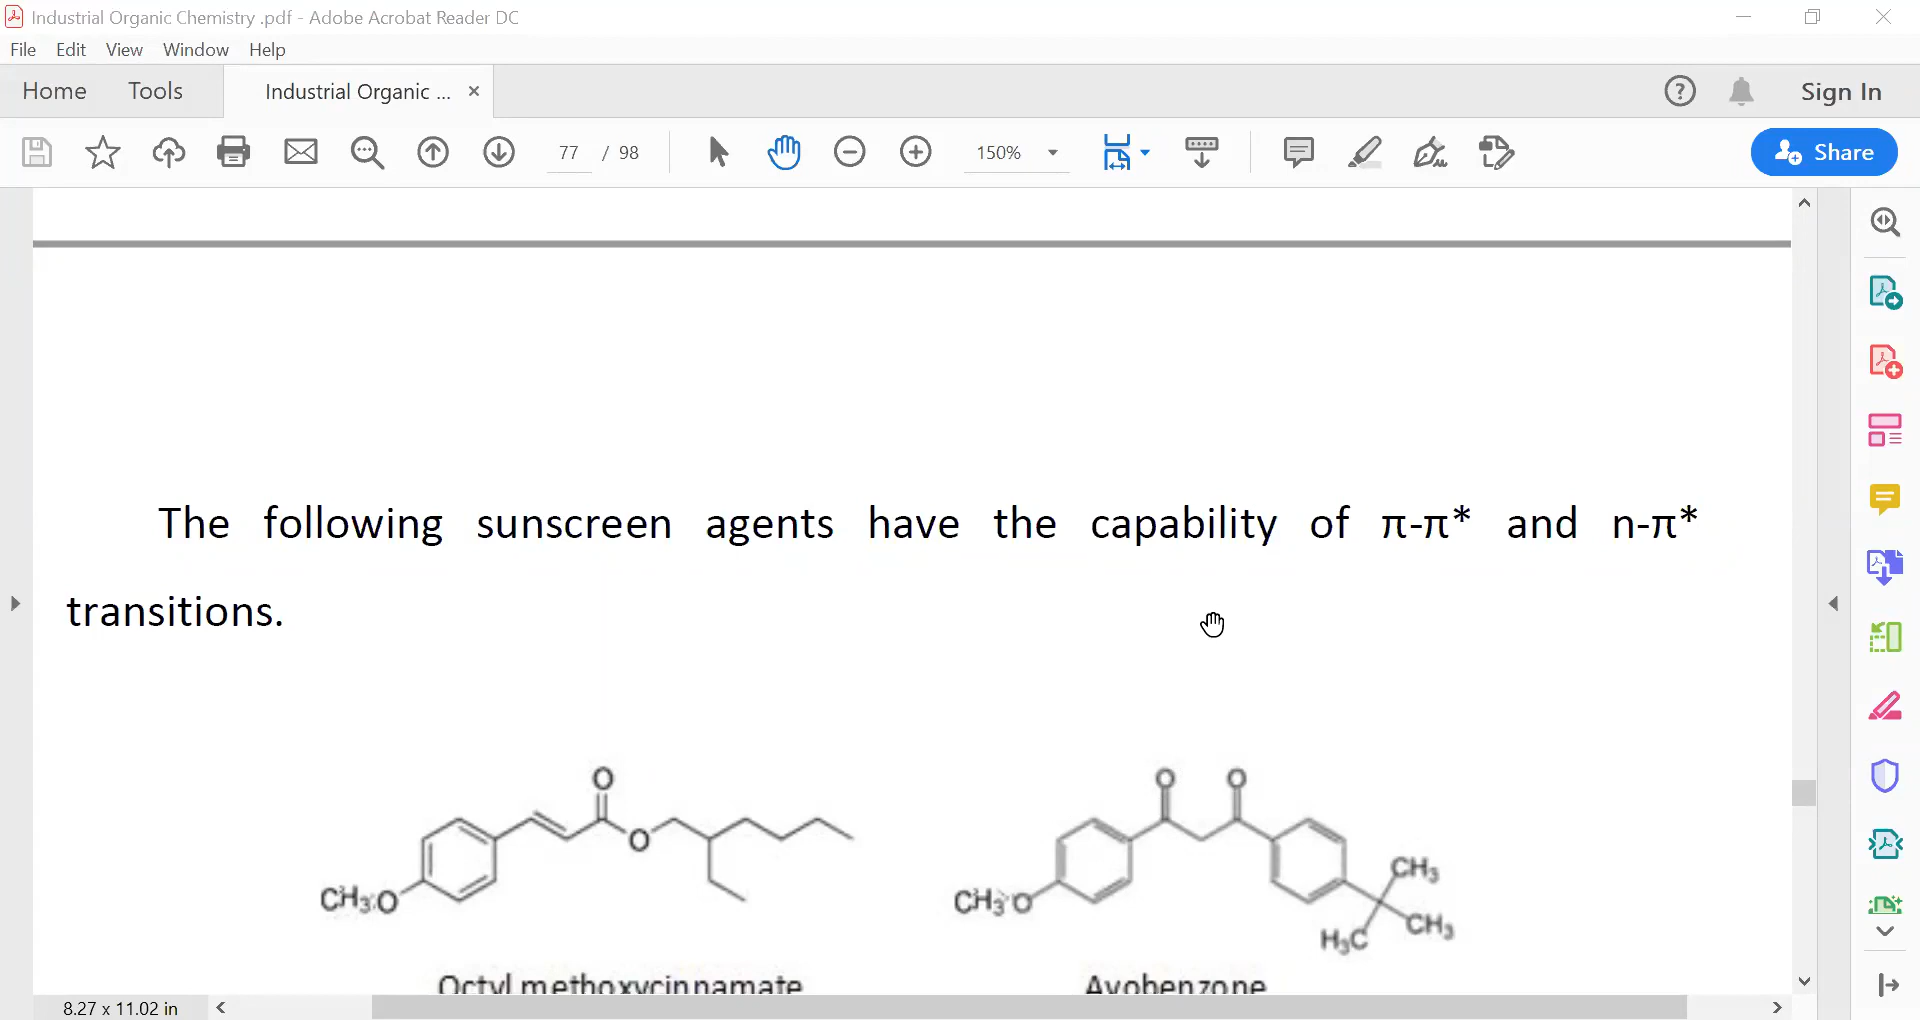 Industrial Organic Chemistry .pdf - Adobe Acrobat Reader DC
File Edit View Window Help
Home Tools Industrial Organic ... × Sign In
77 / 98 150% Share
The following sunscreen agents have the capability of π-π* and n-π*
transitions.
O O O
O
CH₃ O CH₃ O CH₃
CH₃
H₃C
Octyl methoxycinnamate Avobenzone
8.27 x 11.02 in